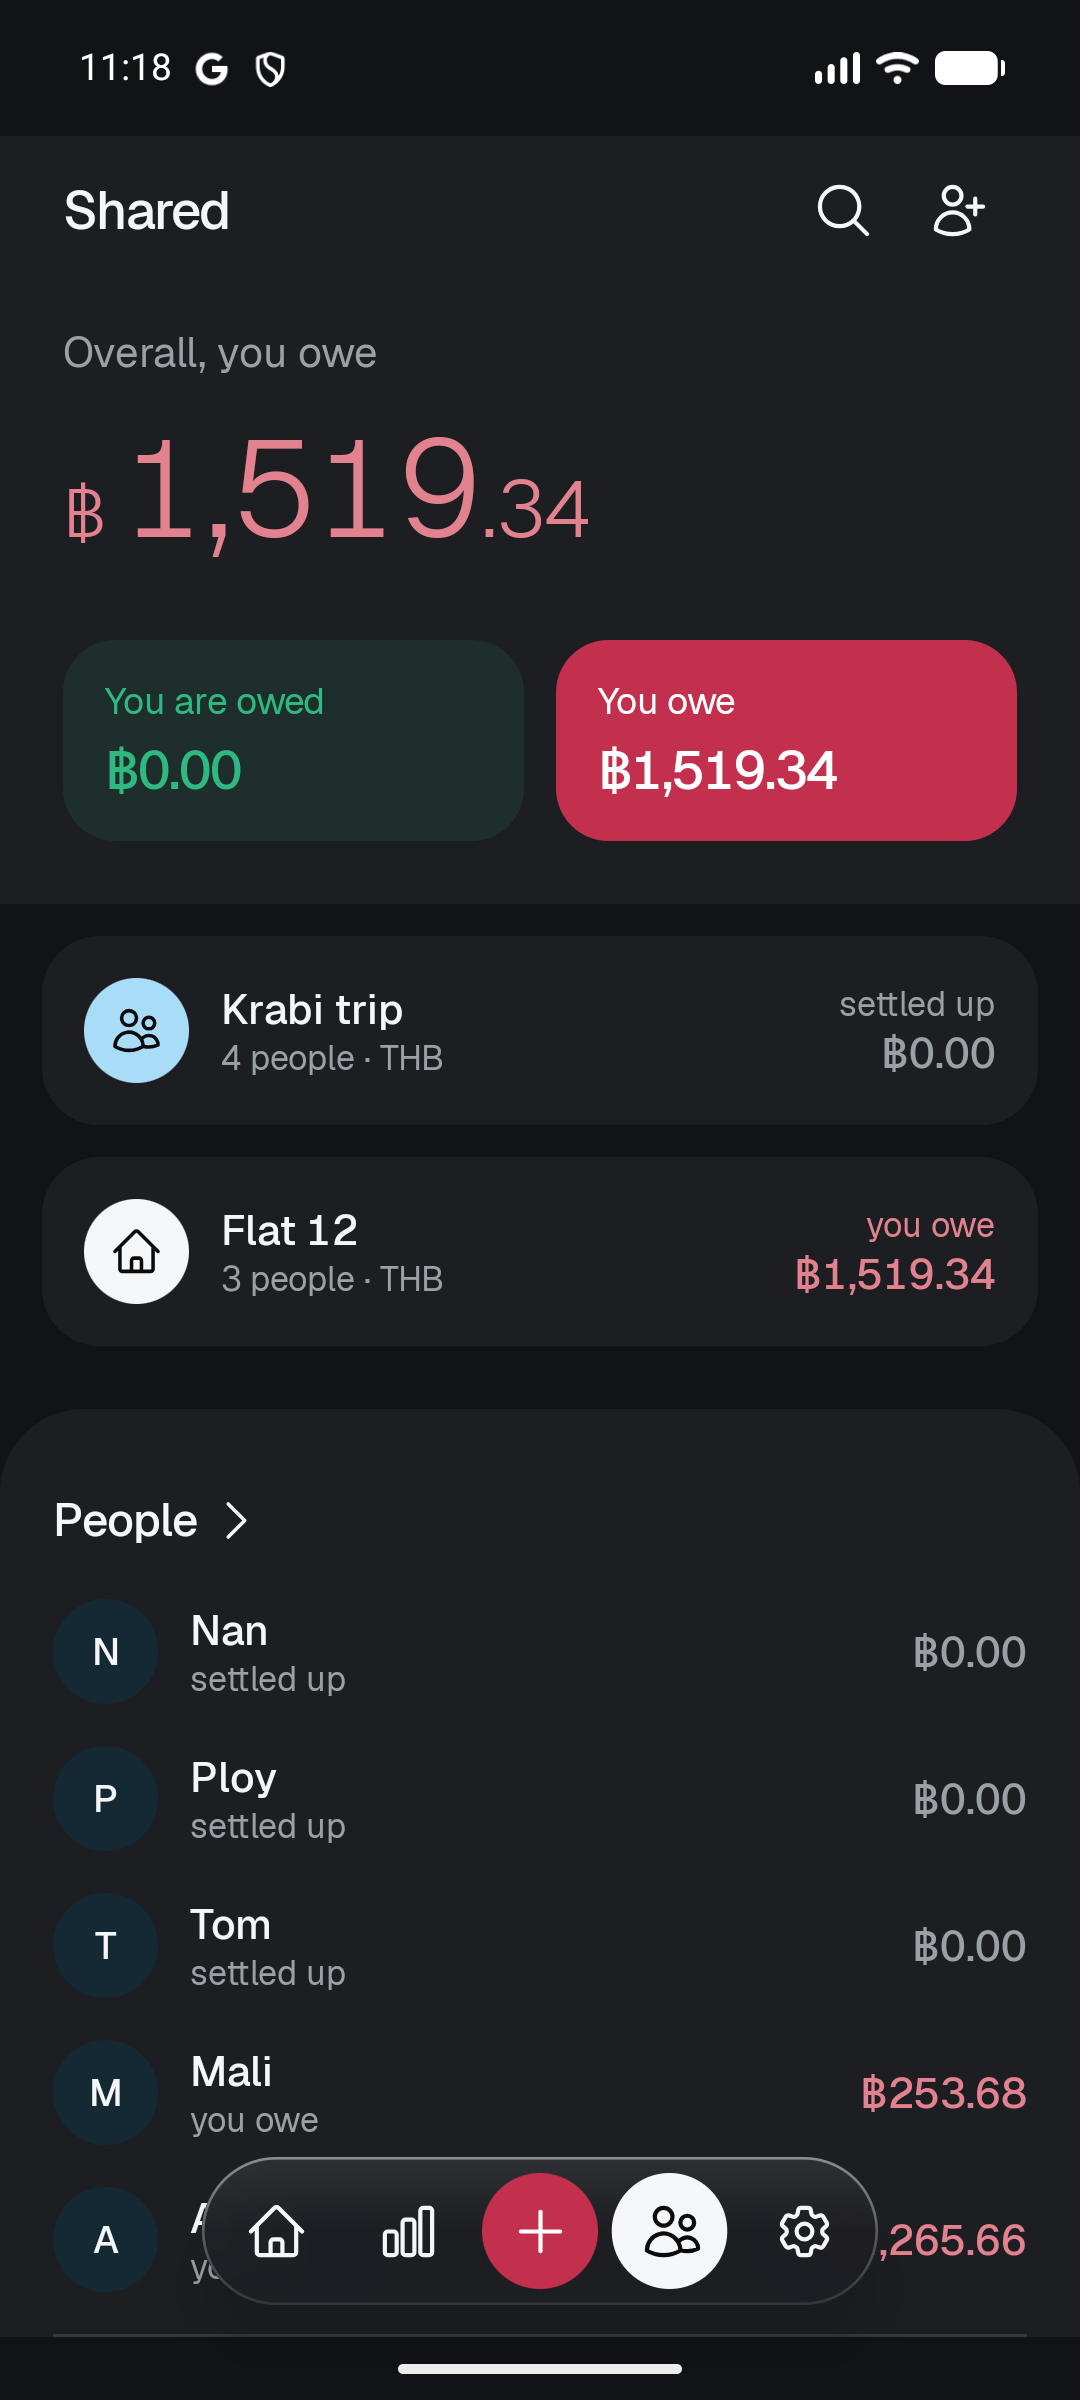 11:18
Shared
Overall, you owe
฿ 1,519.34
You are owed
฿0.00
You owe
฿1,519.34
Krabi trip
4 people · THB
settled up
฿0.00
Flat 12
3 people · THB
you owe
฿1,519.34
People
N
Nan
settled up
฿0.00
P
Ploy
settled up
฿0.00
T
Tom
settled up
฿0.00
M
Mali
you owe
฿253.68
A
,265.66